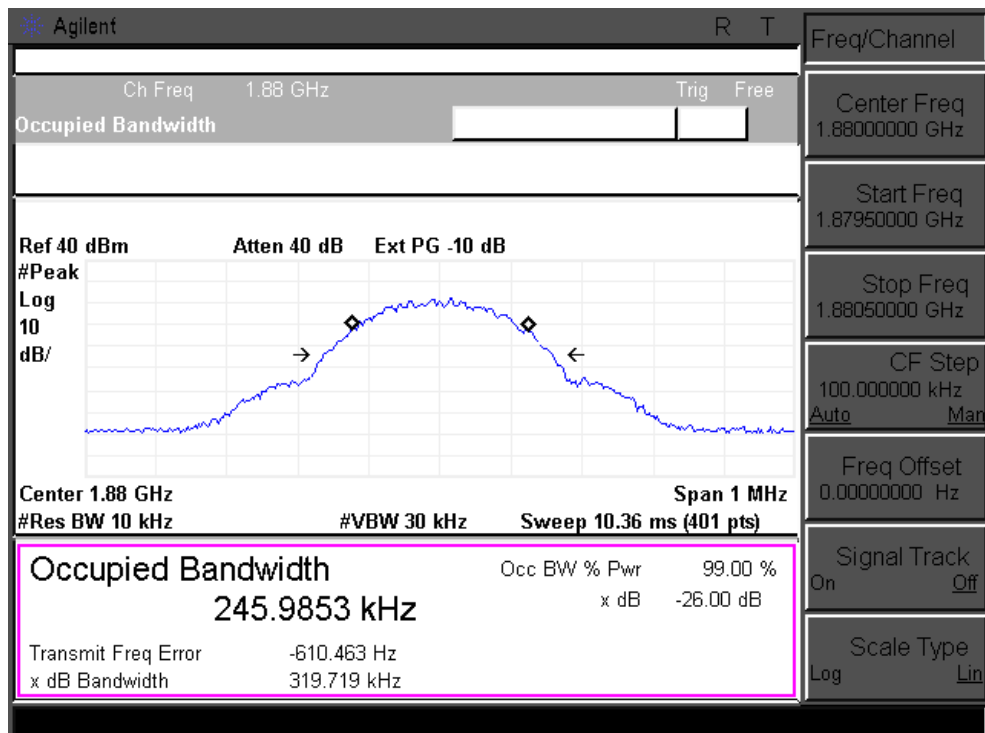 Agilent R T
Freq/Channel
Ch Freq 1.88 GHz Trig Free
Occupied Bandwidth
Center Freq
1.88000000 GHz
Start Freq
1.87950000 GHz
Stop Freq
1.88050000 GHz
CF Step
100.000000 kHz
Auto Man
Freq Offset
0.00000000 Hz
Signal Track
On Off
Scale Type
Log Lin
Ref 40 dBm Atten 40 dB Ext PG -10 dB
#Peak
Log
10
dB/
Center 1.88 GHz Span 1 MHz
#Res BW 10 kHz #VBW 30 kHz Sweep 10.36 ms (401 pts)
Occupied Bandwidth
245.9853 kHz
Occ BW % Pwr 99.00 %
x dB -26.00 dB
Transmit Freq Error -610.463 Hz
x dB Bandwidth 319.719 kHz